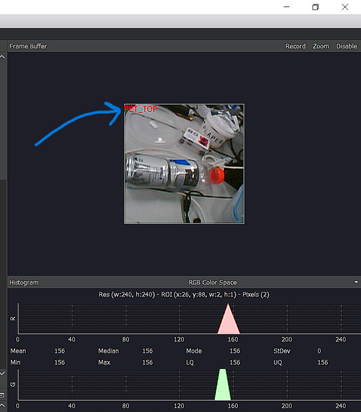 Frame Buffer Record Zoom Disable
Histogram RGB Color Space
Res (w:240, h:240) - ROI (x:26, y:88, w:2, h:1) - Pixels (2)
R
0 40 80 120 160 200 240
Mean 156 Median 156 Mode 156 StDev 0
Min 156 Max 156 LQ 156 UQ 156
G
0 40 80 120 160 200 240